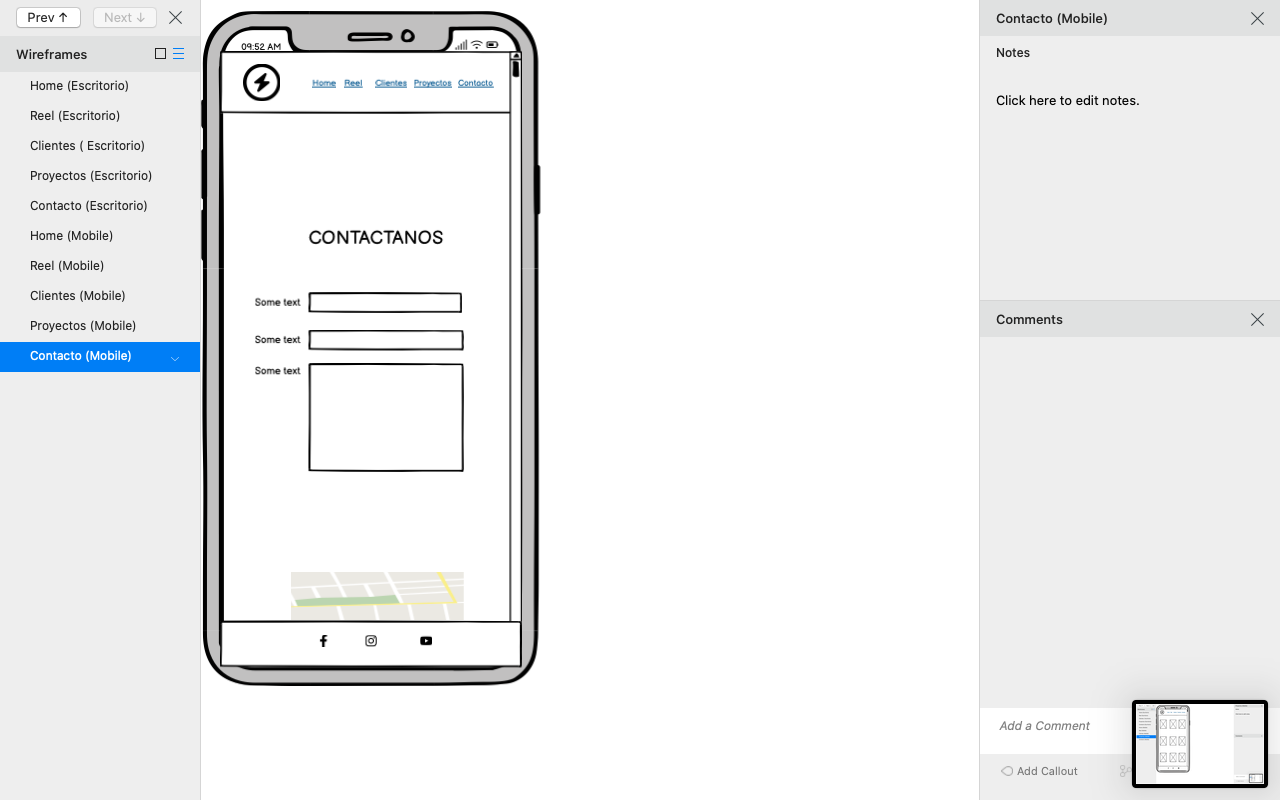 Prev ↑
Next ↓
Wireframes
Home (Escritorio)
Reel (Escritorio)
Clientes ( Escritorio)
Proyectos (Escritorio)
Contacto (Escritorio)
Home (Mobile)
Reel (Mobile)
Clientes (Mobile)
Proyectos (Mobile)
Contacto (Mobile)
09:52 AM
Home Reel Clientes Proyectos Contacto
CONTACTANOS
Some text
Some text
Some text
Contacto (Mobile)
Notes
Click here to edit notes.
Comments
Add a Comment
Add Callout